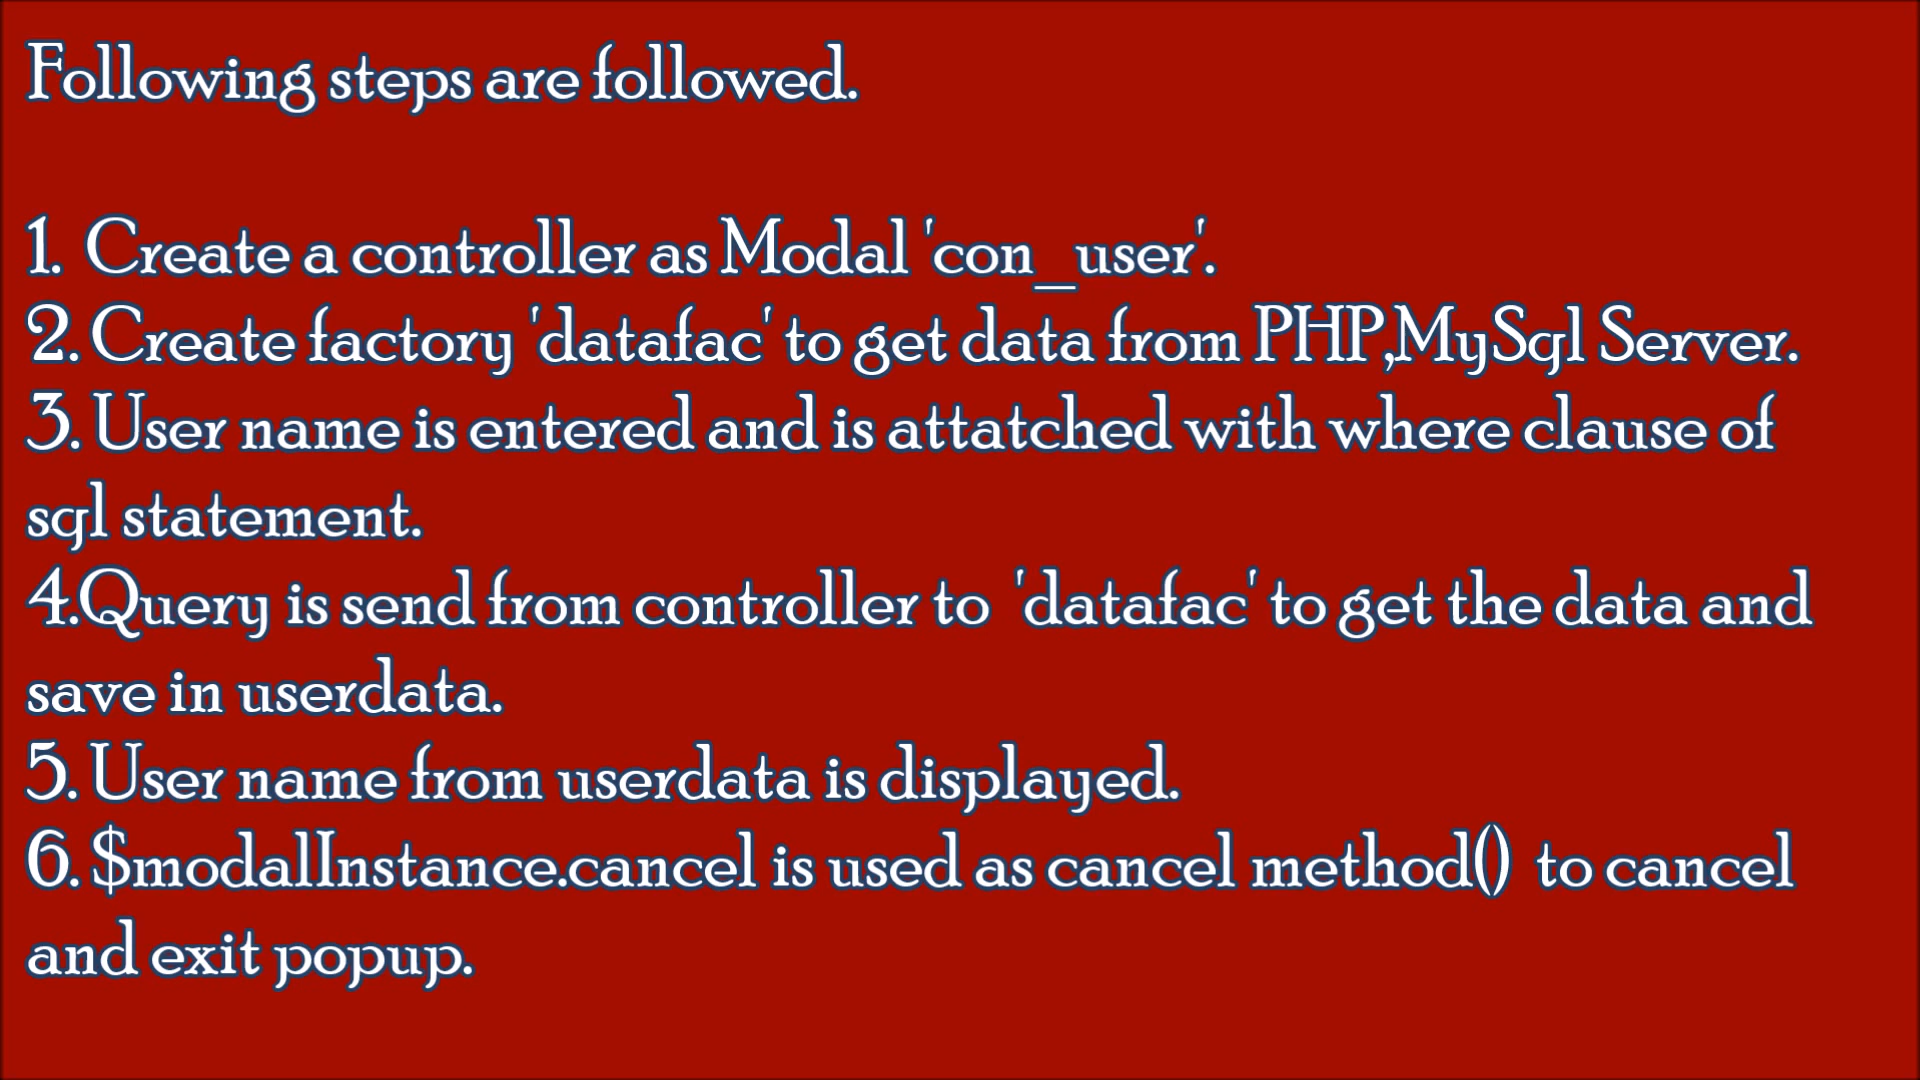 Following steps are followed.
1. Create a controller as Modal 'con_user'.
2. Create factory 'datafac' to get data from PHP,MySql Server.
3. User name is entered and is attatched with where clause of
sql statement.
4.Query is send from controller to 'datafac' to get the data and
save in userdata.
5. User name from userdata is displayed.
6. $modalInstance.cancel is used as cancel method() to cancel
and exit popup.